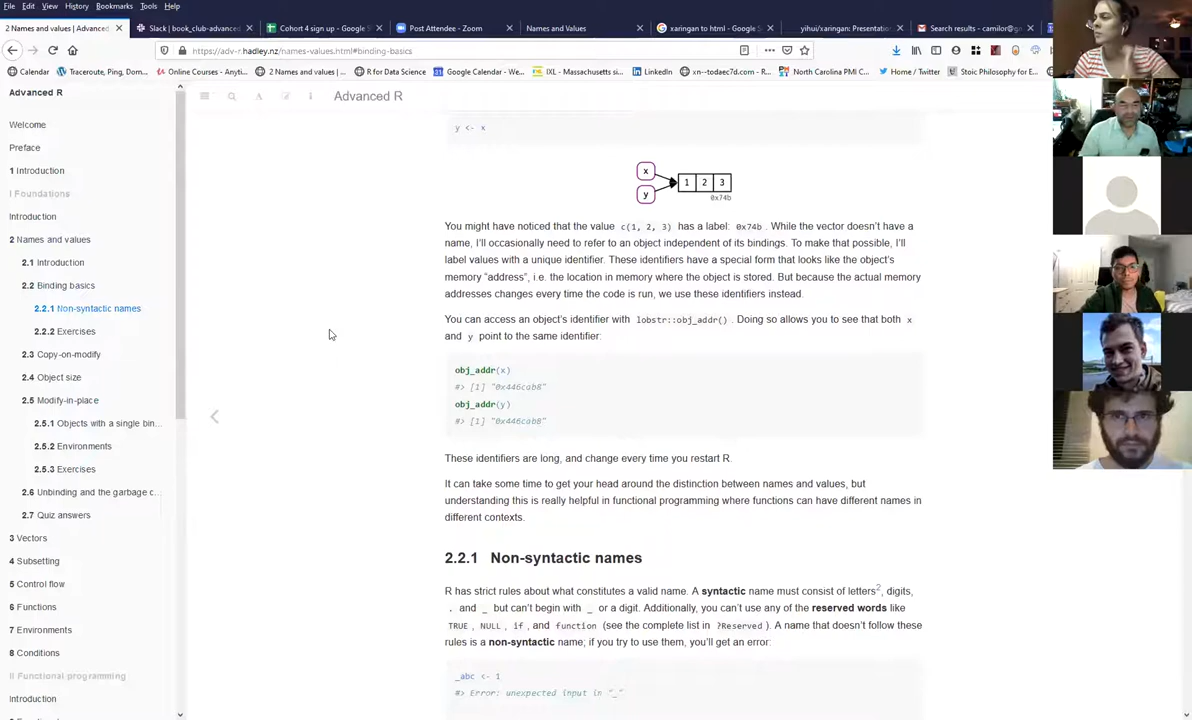 File Edit View History Bookmarks Tools Help
2 Names and values | Advanced
Slack | book_club-advanced
Cohort 4 sign up - Google
Post Attendee - Zoom
Names and Values
xaringan to html - Google
yihui/xaringan: Presentation
Search results - camilor@gm
https://adv-r.hadley.nz/names-values.html#binding-basics
Calendar
Traceroute, Ping, Dom...
Online Courses - Anyti...
2 Names and values | ...
R for Data Science
Google Calendar - We...
IXL - Massachusetts si...
LinkedIn
xn--todaec7d.com - R...
North Carolina PMI C...
Home / Twitter
Stoic Philosophy for E...
Advanced R
Welcome
Preface
1 Introduction
I Foundations
Introduction
2 Names and values
2.1 Introduction
2.2 Binding basics
2.2.1 Non-syntactic names
2.2.2 Exercises
2.3 Copy-on-modify
2.4 Object size
2.5 Modify-in-place
2.5.1 Objects with a single bin...
2.5.2 Environments
2.5.3 Exercises
2.6 Unbinding and the garbage c...
2.7 Quiz answers
3 Vectors
4 Subsetting
5 Control flow
6 Functions
7 Environments
8 Conditions
II Functional programming
Introduction
Advanced R
y <- x
x
y
1 2 3
0x74b
You might have noticed that the value c(1, 2, 3) has a label: 0x74b. While the vector doesn't have a
name, I'll occasionally need to refer to an object independent of its bindings. To make that possible, I'll
label values with a unique identifier. These identifiers have a special form that looks like the object's
memory "address", i.e. the location in memory where the object is stored. But because the actual memory
addresses changes every time the code is run, we use these identifiers instead.
You can access an object's identifier with lobstr::obj_addr(). Doing so allows you to see that both x
and y point to the same identifier:
obj_addr(x)
#> [1] "0x446cab8"
obj_addr(y)
#> [1] "0x446cab8"
These identifiers are long, and change every time you restart R.
It can take some time to get your head around the distinction between names and values, but
understanding this is really helpful in functional programming where functions can have different names in
different contexts.
2.2.1 Non-syntactic names
R has strict rules about what constitutes a valid name. A syntactic name must consist of letters2, digits,
. and _ but can't begin with _ or a digit. Additionally, you can't use any of the reserved words like
TRUE, NULL, if, and function (see the complete list in ?Reserved). A name that doesn't follow these
rules is a non-syntactic name; if you try to use them, you'll get an error:
_abc <- 1
#> Error: unexpected input in "_"